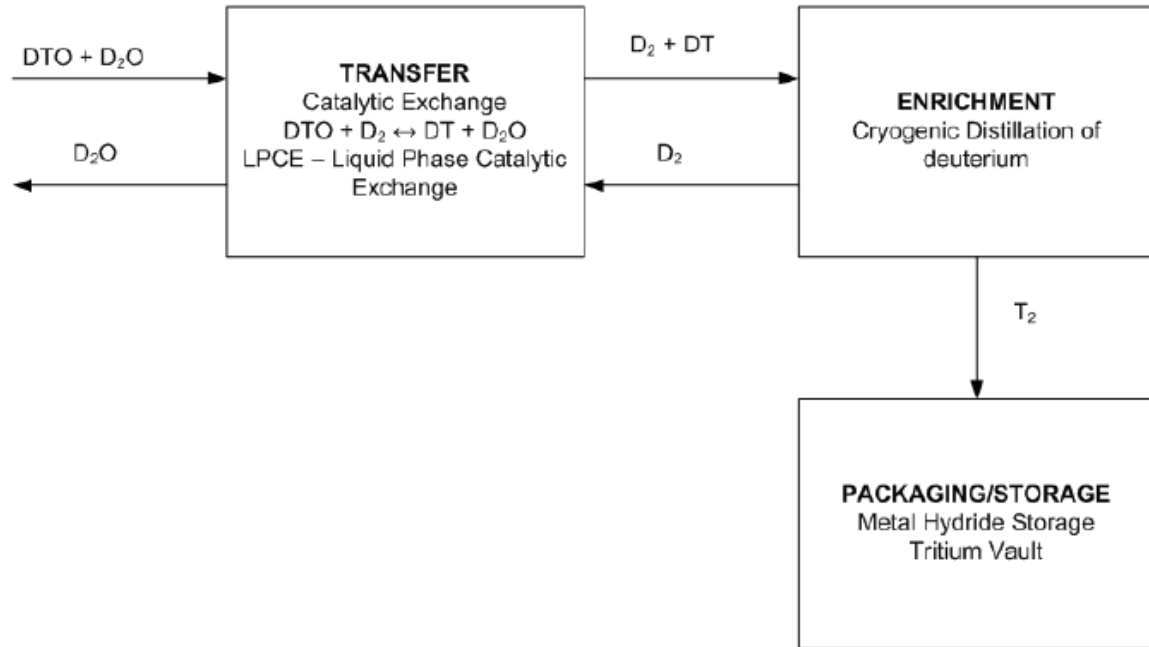 DTO + D₂O
D₂O
TRANSFER
Catalytic Exchange
DTO + D₂ ↔ DT + D₂O
LPCE – Liquid Phase Catalytic
Exchange
D₂ + DT
D₂
ENRICHMENT
Cryogenic Distillation of
deuterium
T₂
PACKAGING/STORAGE
Metal Hydride Storage
Tritium Vault